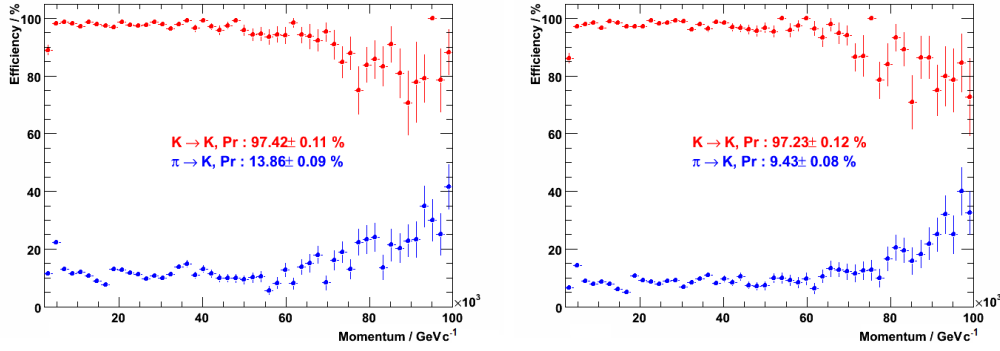 Efficiency / %
100
80
60
40
20
0
K → K, Pr : 97.42± 0.11 %
π → K, Pr : 13.86± 0.09 %
20 40 60 80 100
×10³
Momentum / GeVc⁻¹
Efficiency / %
100
80
60
40
20
0
K → K, Pr : 97.23± 0.12 %
π → K, Pr : 9.43± 0.08 %
20 40 60 80 100
×10³
Momentum / GeVc⁻¹